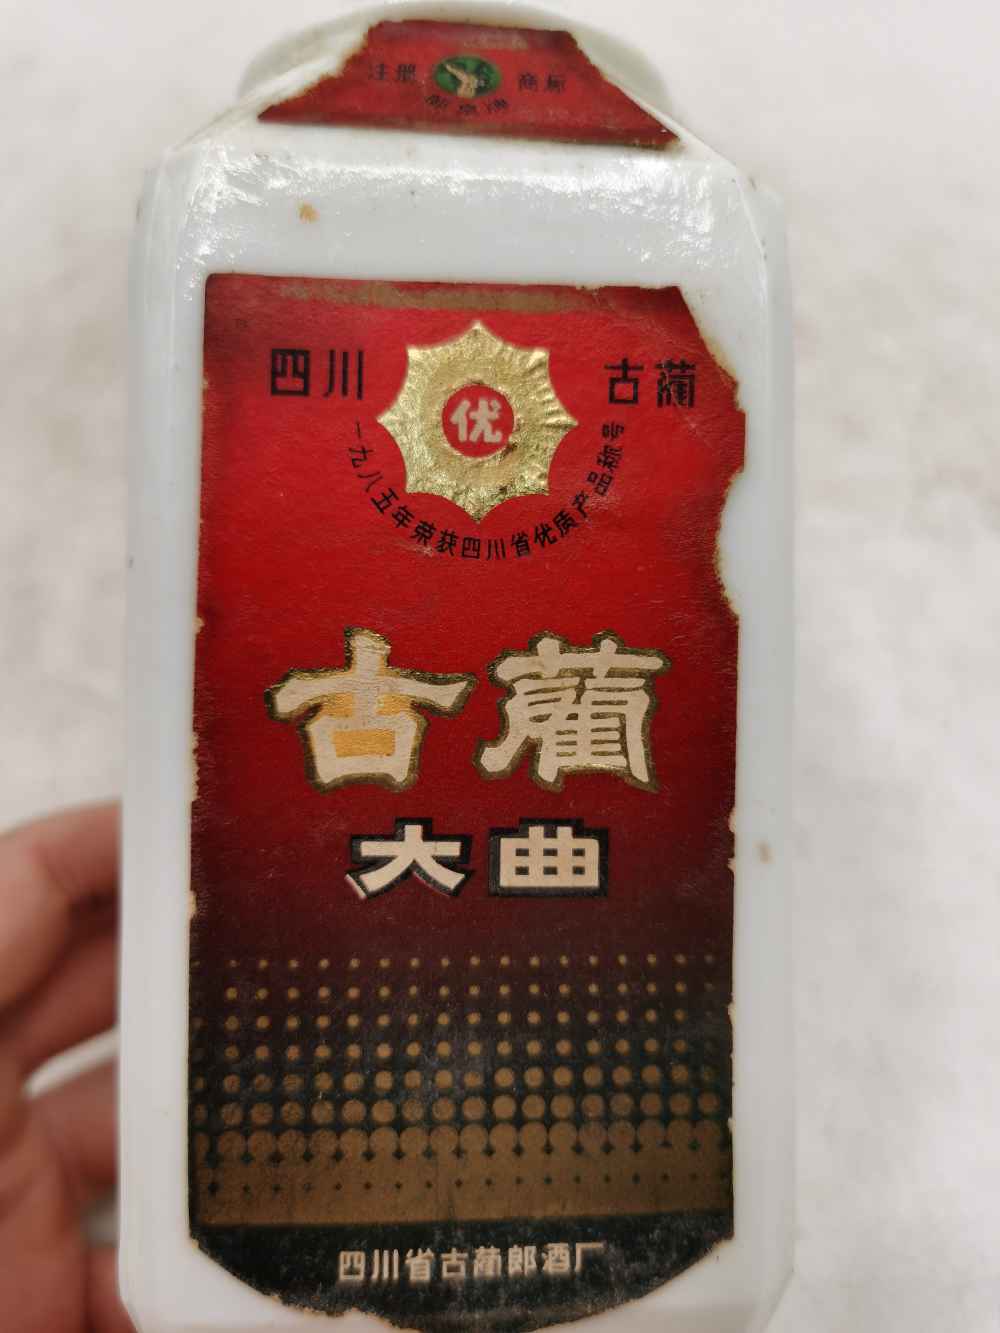 注册 商标
四川 古蔺
优
一九八五年荣获四川省优质产品称号
古蔺
大曲
四川省古蔺郎酒厂